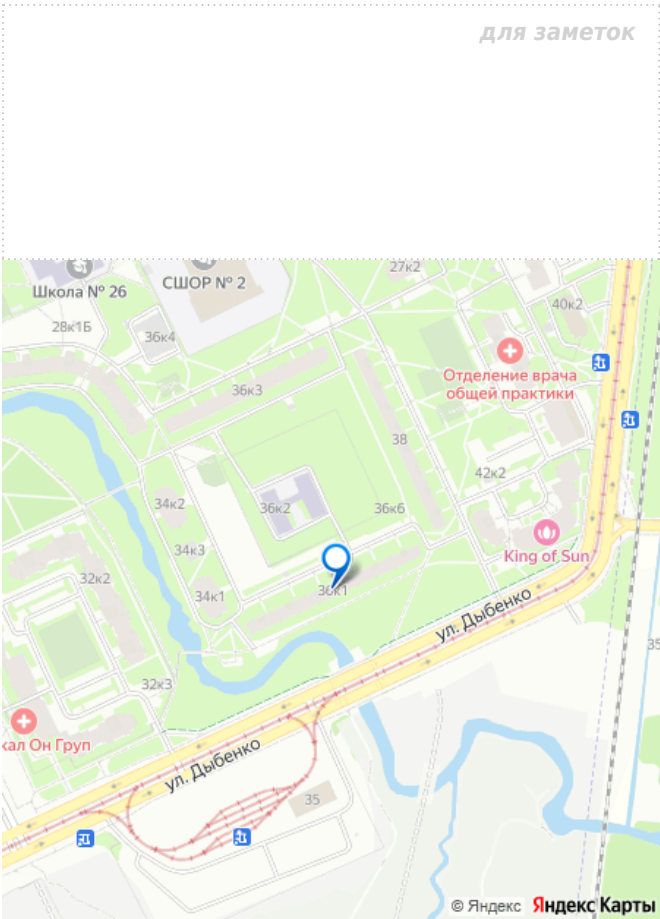 для заметок
27к2
СШОР № 2
Школа № 26
40к2
28к1Б
36к4
Отделение врача
общей практики
36к3
38
42к2
34к2
36к2
36к6
34к3
King of Sun
32к2
36к1
34к1
ул. Дыбенко
35
32к3
кал Он Груп
ул. Дыбенко
35
© Яндекс Яндекс Карты